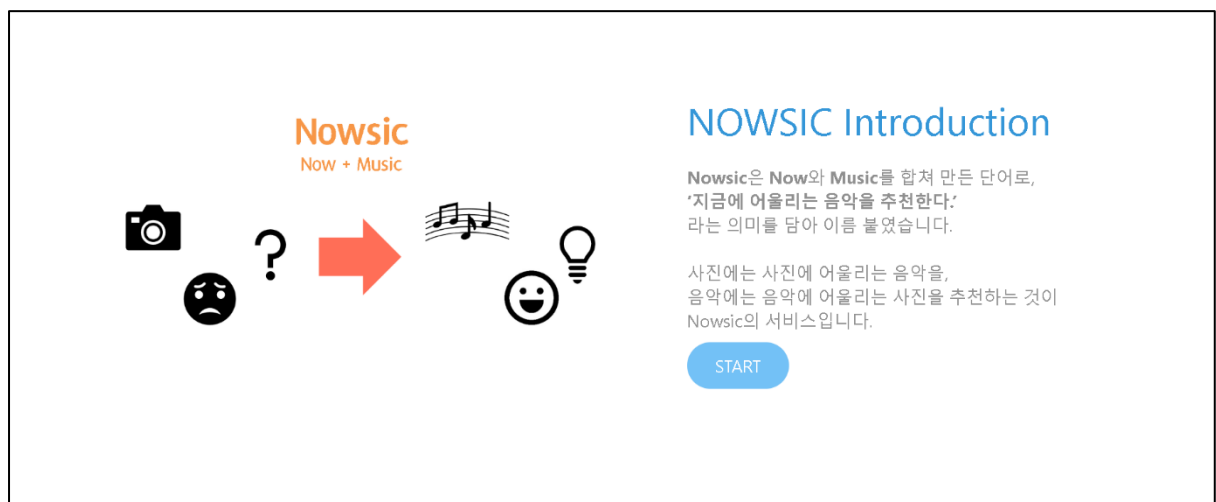 Nowsic
Now + Music
NOWSIC Introduction
Nowsic은 Now와 Music를 합쳐 만든 단어로,
‘지금에 어울리는 음악을 추천한다.’
라는 의미를 담아 이름 붙였습니다.
사진에는 사진에 어울리는 음악을,
음악에는 음악에 어울리는 사진을 추천하는 것이
Nowsic의 서비스입니다.
START